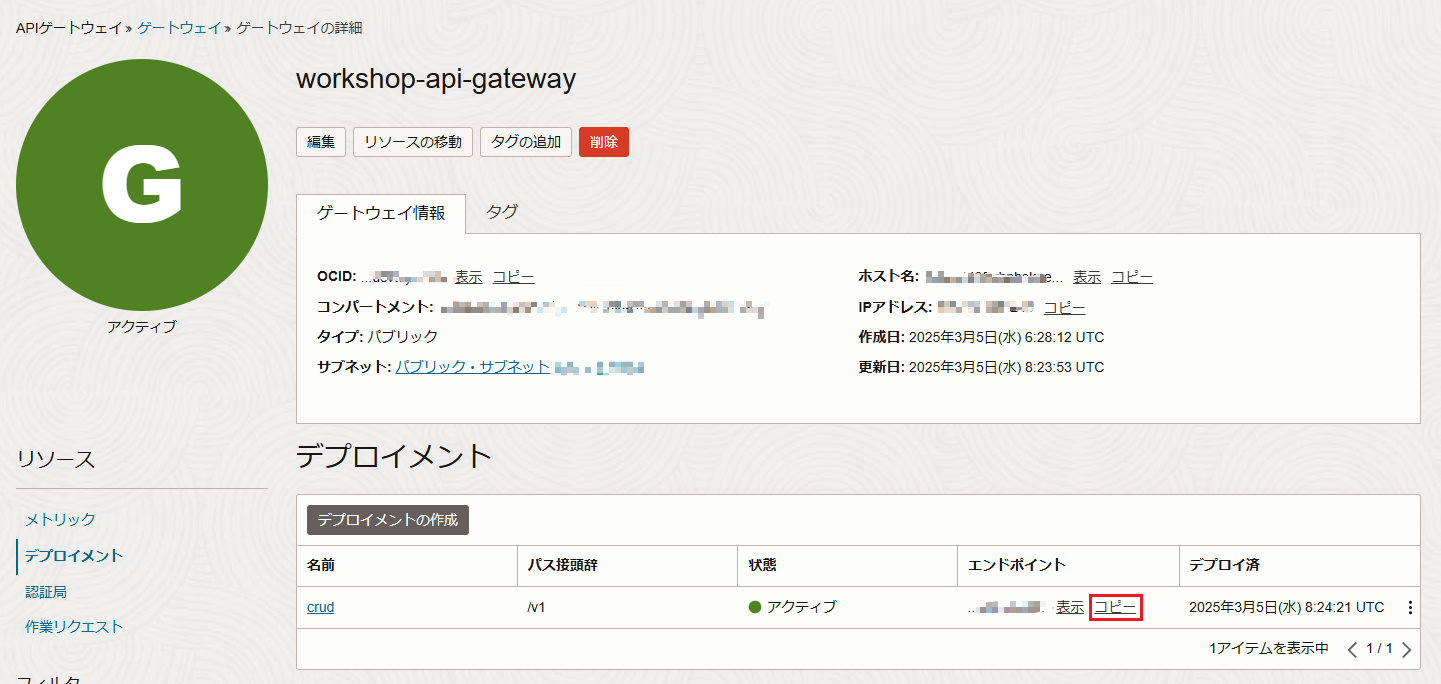 APIゲートウェイ » ゲートウェイ » ゲートウェイの詳細
G
アクティブ
workshop-api-gateway
編集 リソースの移動 タグの追加 削除
ゲートウェイ情報 タグ
OCID: 表示 コピー
コンパートメント:
タイプ: パブリック
サブネット: パブリック・サブネット
ホスト名: 表示 コピー
IPアドレス: コピー
作成日: 2025年3月5日(水) 6:28:12 UTC
更新日: 2025年3月5日(水) 8:23:53 UTC
リソース
メトリック
デプロイメント
認証局
作業リクエスト
フィルタ
デプロイメント
デプロイメントの作成
名前 パス接頭辞 状態 エンドポイント デプロイ済
crud /v1 アクティブ 表示 コピー 2025年3月5日(水) 8:24:21 UTC
1アイテムを表示中 1 / 1